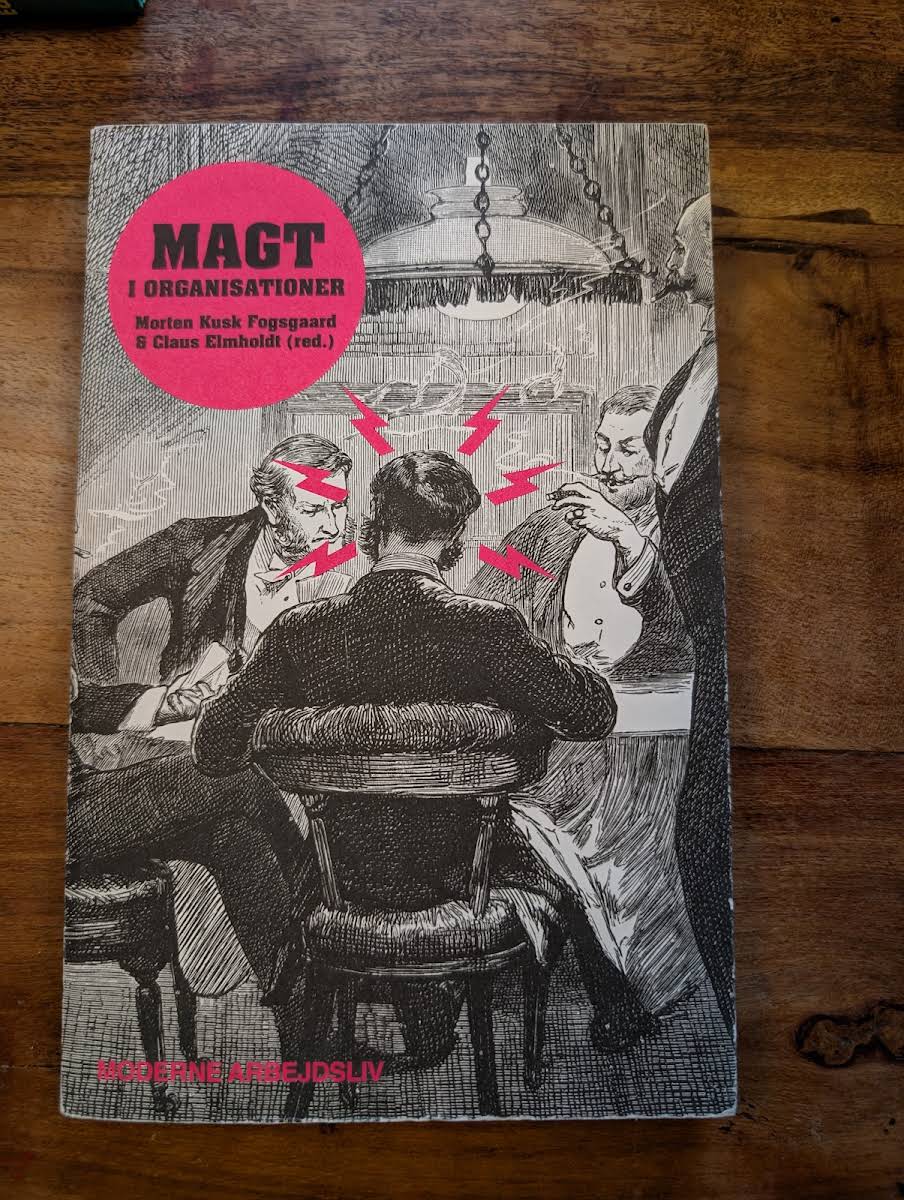 MAGT
I ORGANISATIONER
Morten Kusk Fogsgaard
& Claus Elmholdt (red.)
MODERNE ARBEJDSLIV